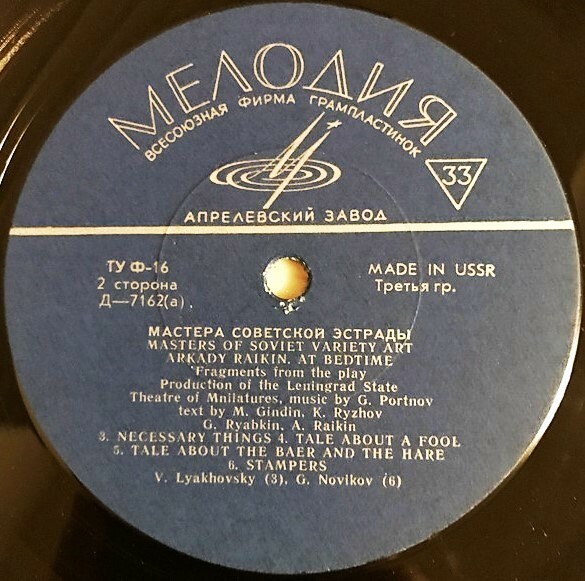 МЕЛОДИЯ
ВСЕСОЮЗНАЯ ФИРМА ГРАМПЛАСТИНОК
33
АПРЕЛЕВСКИЙ ЗАВОД
ТУ Ф-16
MADE IN USSR
2 сторона
Третья гр.
Д—7162(а)
МАСТЕРА СОВЕТСКОЙ ЭСТРАДЫ
MASTERS OF SOVIET VARIETY ART
ARKADY RAIKIN. AT BEDTIME
Fragments from the play
Production of the Leningrad State
Theatre of Mnilatures, music by G. Portnov
text by M. Gindin, K. Ryzhov
G. Ryabkin, A. Raikin
3. NECESSARY THINGS 4. TALE ABOUT A FOOL
5. TALE ABOUT THE BAER AND THE HARE
6. STAMPERS
V. Lyakhovsky (3), G. Novikov (6)